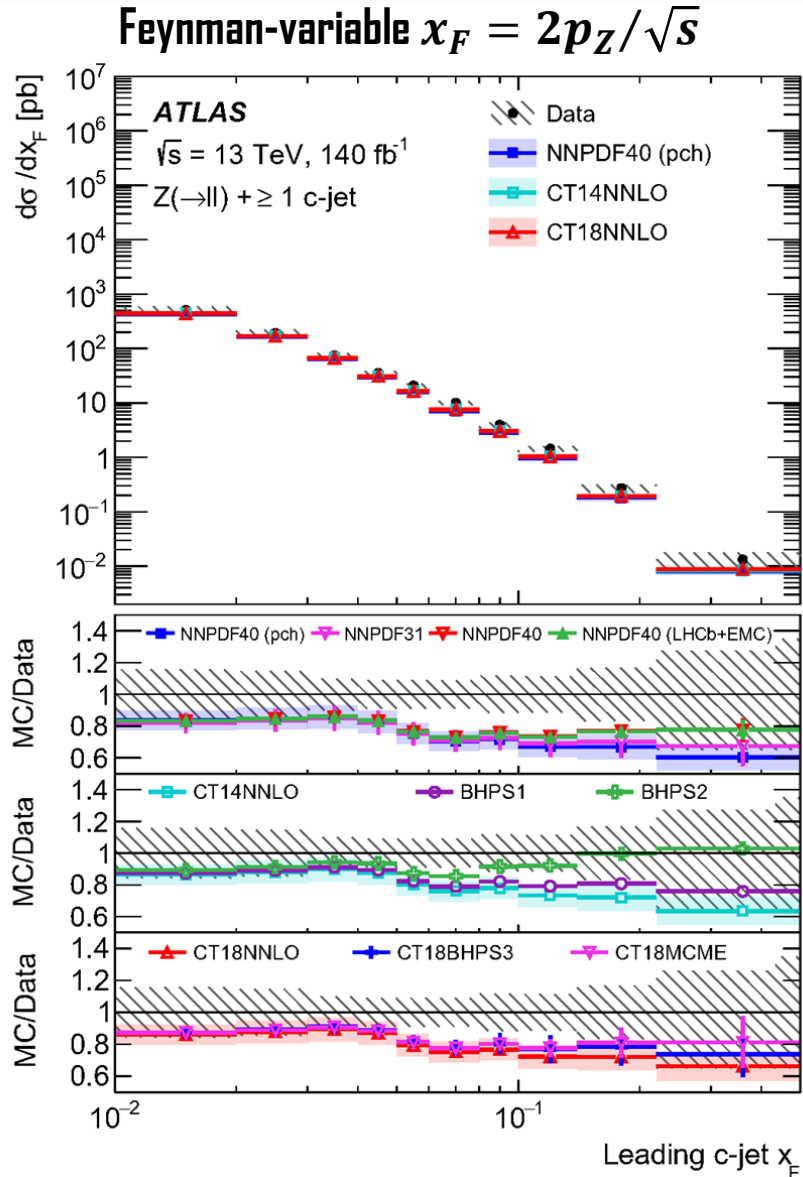 Feynman-variable x_F = 2p_Z/√s
dσ/dx_F [pb]
10⁷
10⁶
10⁵
10⁴
10³
10²
10
1
10⁻¹
10⁻²
ATLAS
√s = 13 TeV, 140 fb⁻¹
Z(→ll) + ≥ 1 c-jet
Data
NNPDF40 (pch)
CT14NNLO
CT18NNLO
MC/Data
1.4
1.2
1
0.8
0.6
NNPDF40 (pch) NNPDF31 NNPDF40 NNPDF40 (LHCb+EMC)
MC/Data
1.4
1.2
1
0.8
0.6
CT14NNLO BHPS1 BHPS2
MC/Data
1.4
1.2
1
0.8
0.6
CT18NNLO CT18BHPS3 CT18MCME
10⁻² 10⁻¹
Leading c-jet x_F